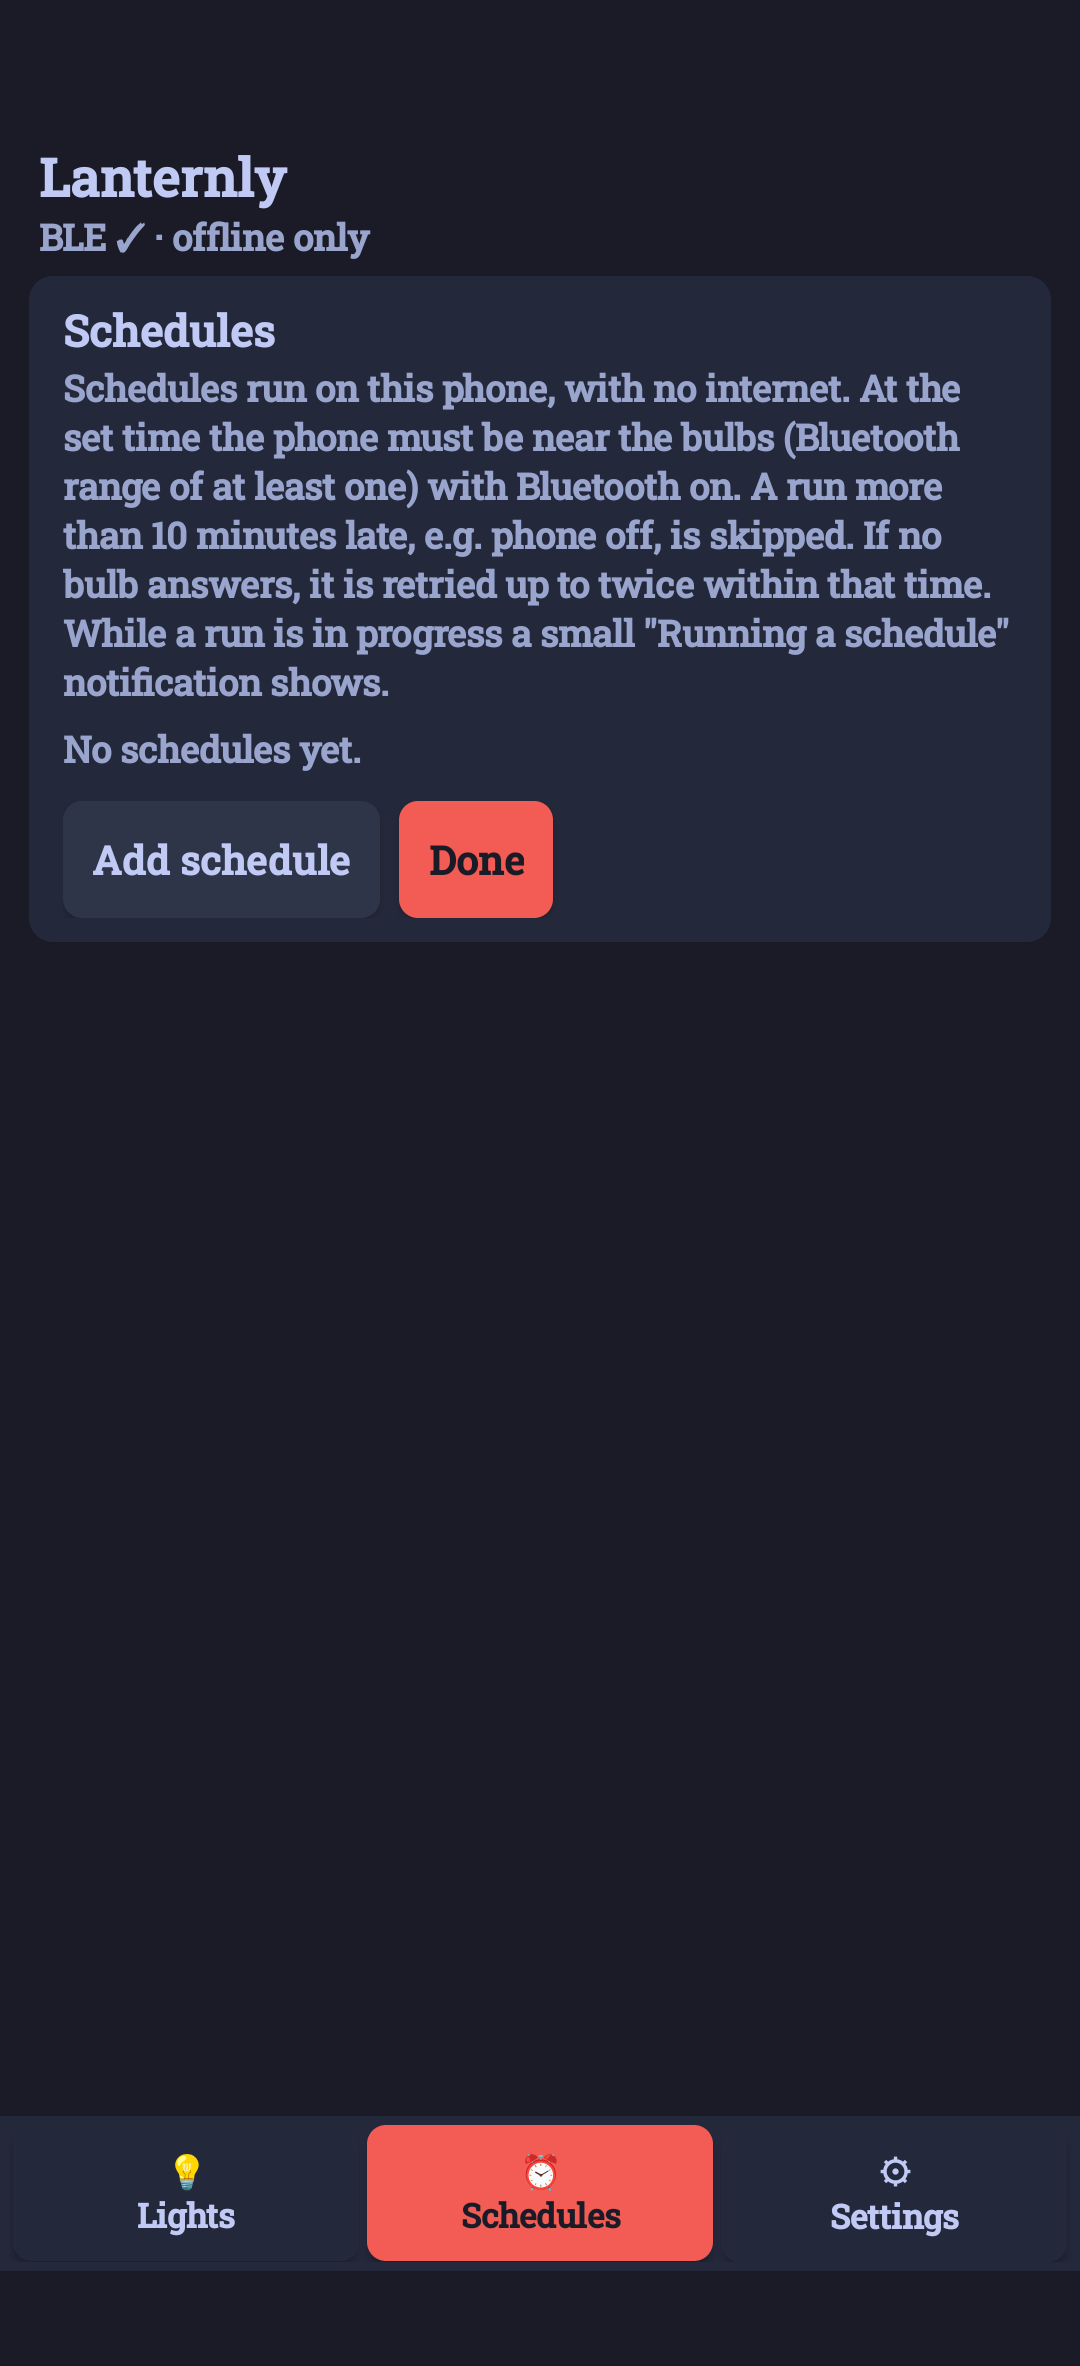 Lanternly
BLE ✓ · offline only
Schedules
Schedules run on this phone, with no internet. At the
set time the phone must be near the bulbs (Bluetooth
range of at least one) with Bluetooth on. A run more
than 10 minutes late, e.g. phone off, is skipped. If no
bulb answers, it is retried up to twice within that time.
While a run is in progress a small "Running a schedule"
notification shows.
No schedules yet.
Add schedule
Done
Lights
Schedules
Settings